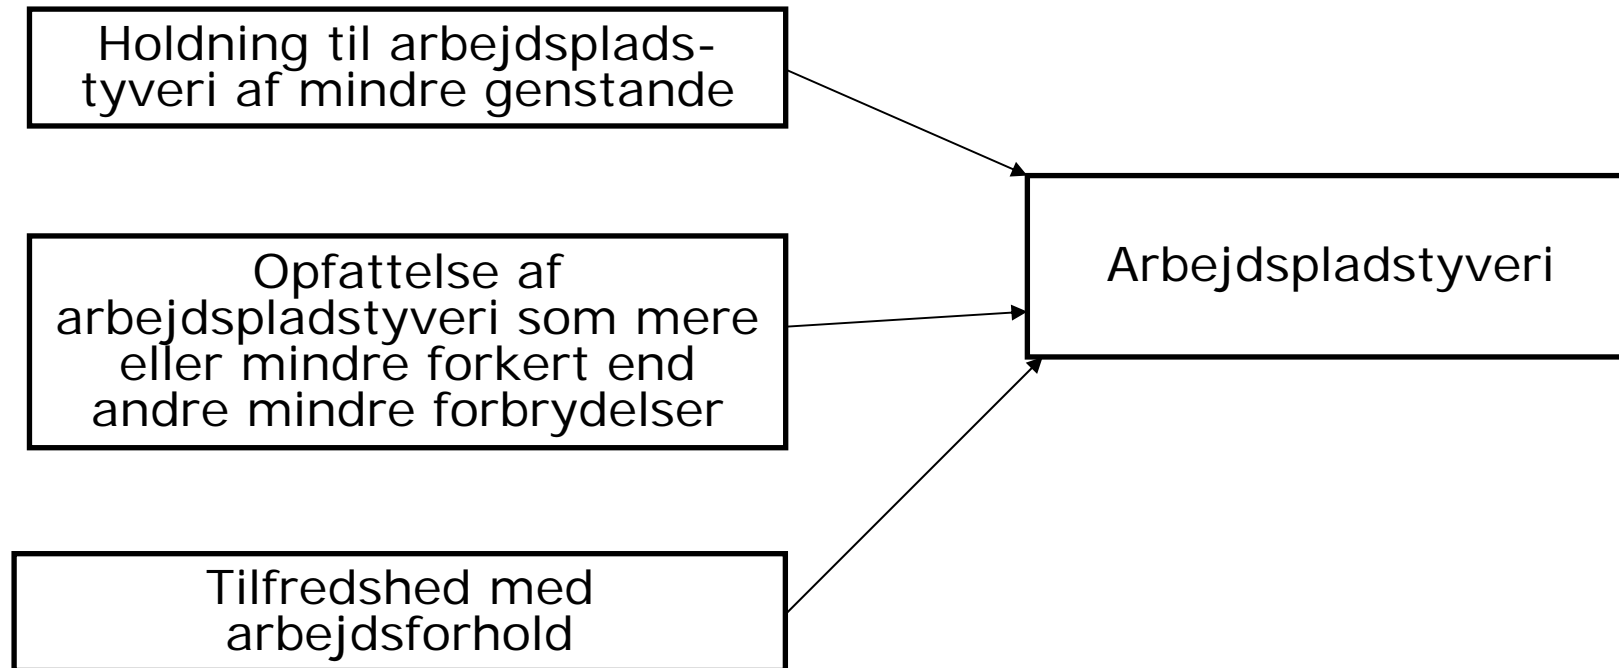 Holdning til arbejdsplads-
tyveri af mindre genstande
Opfattelse af
arbejdspladstyveri som mere
eller mindre forkert end
andre mindre forbrydelser
Arbejdspladstyveri
Tilfredshed med
arbejdsforhold